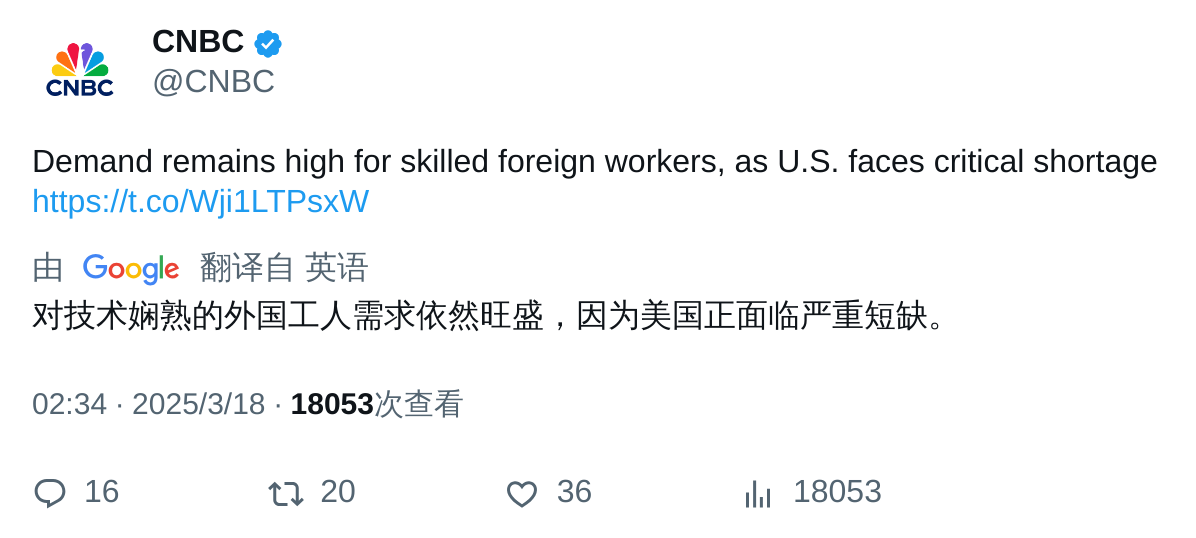 CNBC
CNBC
@CNBC
Demand remains high for skilled foreign workers, as U.S. faces critical shortage
https://t.co/Wji1LTPsxW
由 Google 翻译自 英语
对技术娴熟的外国工人需求依然旺盛，因为美国正面临严重短缺。
02:34 · 2025/3/18 · 18053次查看
16 20 36 18053